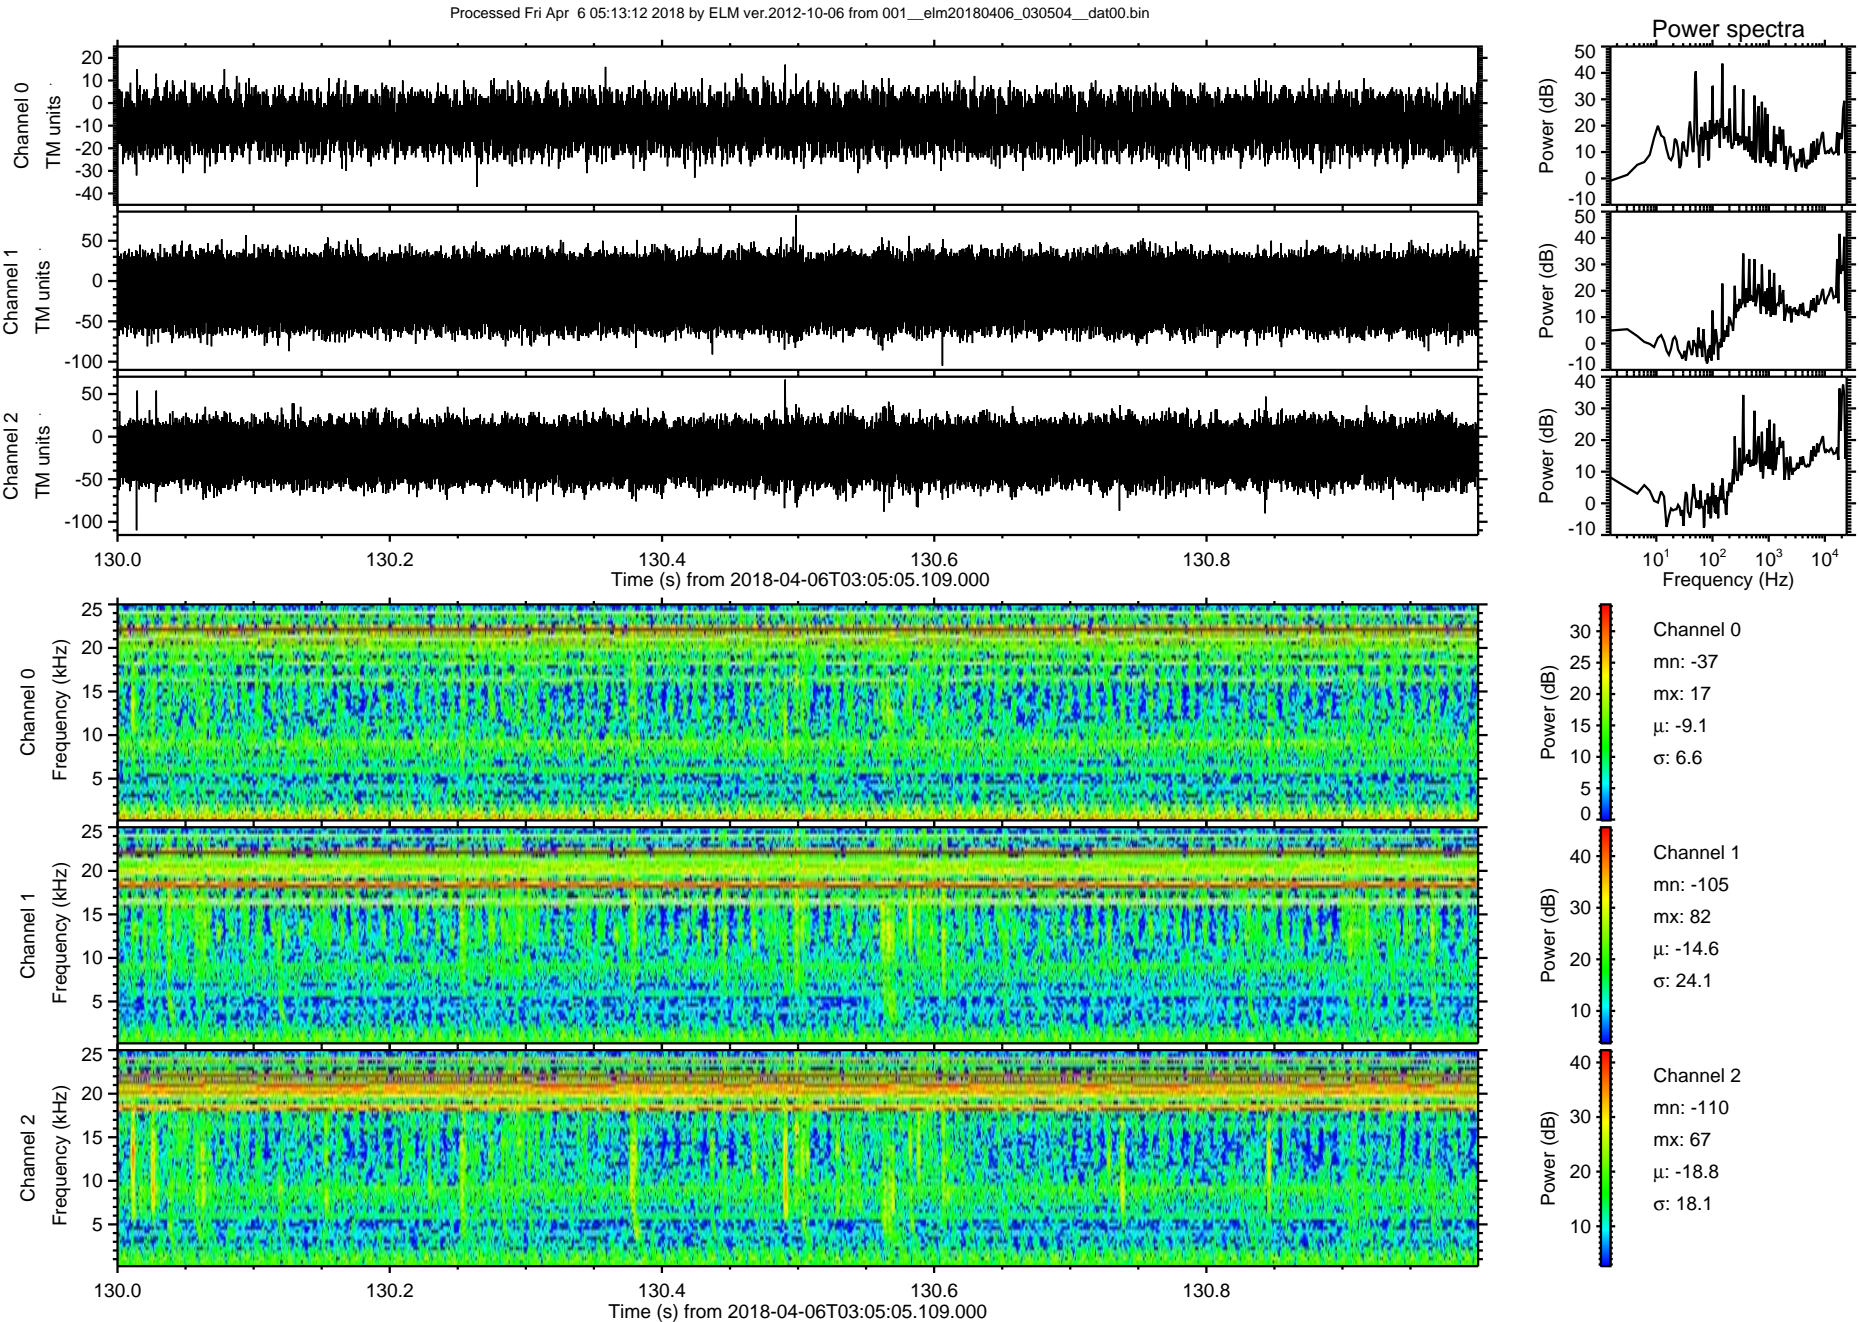 Processed Fri Apr  6 05:13:12 2018 by ELM ver.2012-10-06 from 001__elm20180406_030504__dat00.bin
Power spectra
Channel 0
TM units
20
10
0
-10
-20
-30
-40
Power (dB)
50
40
30
20
10
0
-10
Channel 1
TM units
50
0
-50
-100
Power (dB)
50
40
30
20
10
0
-10
Channel 2
TM units
50
0
-50
-100
Power (dB)
40
30
20
10
0
-10
130.0 130.2 130.4 130.6 130.8
Time (s) from 2018-04-06T03:05:05.109.000
10^1 10^2 10^3 10^4
Frequency (Hz)
Channel 0
Frequency (kHz)
25
20
15
10
5
Power (dB)
30
25
20
15
10
5
0
Channel 0
mn: -37
mx: 17
μ: -9.1
σ: 6.6
Channel 1
Frequency (kHz)
25
20
15
10
5
Power (dB)
40
30
20
10
Channel 1
mn: -105
mx: 82
μ: -14.6
σ: 24.1
Channel 2
Frequency (kHz)
25
20
15
10
5
Power (dB)
40
30
20
10
Channel 2
mn: -110
mx: 67
μ: -18.8
σ: 18.1
130.0 130.2 130.4 130.6 130.8
Time (s) from 2018-04-06T03:05:05.109.000